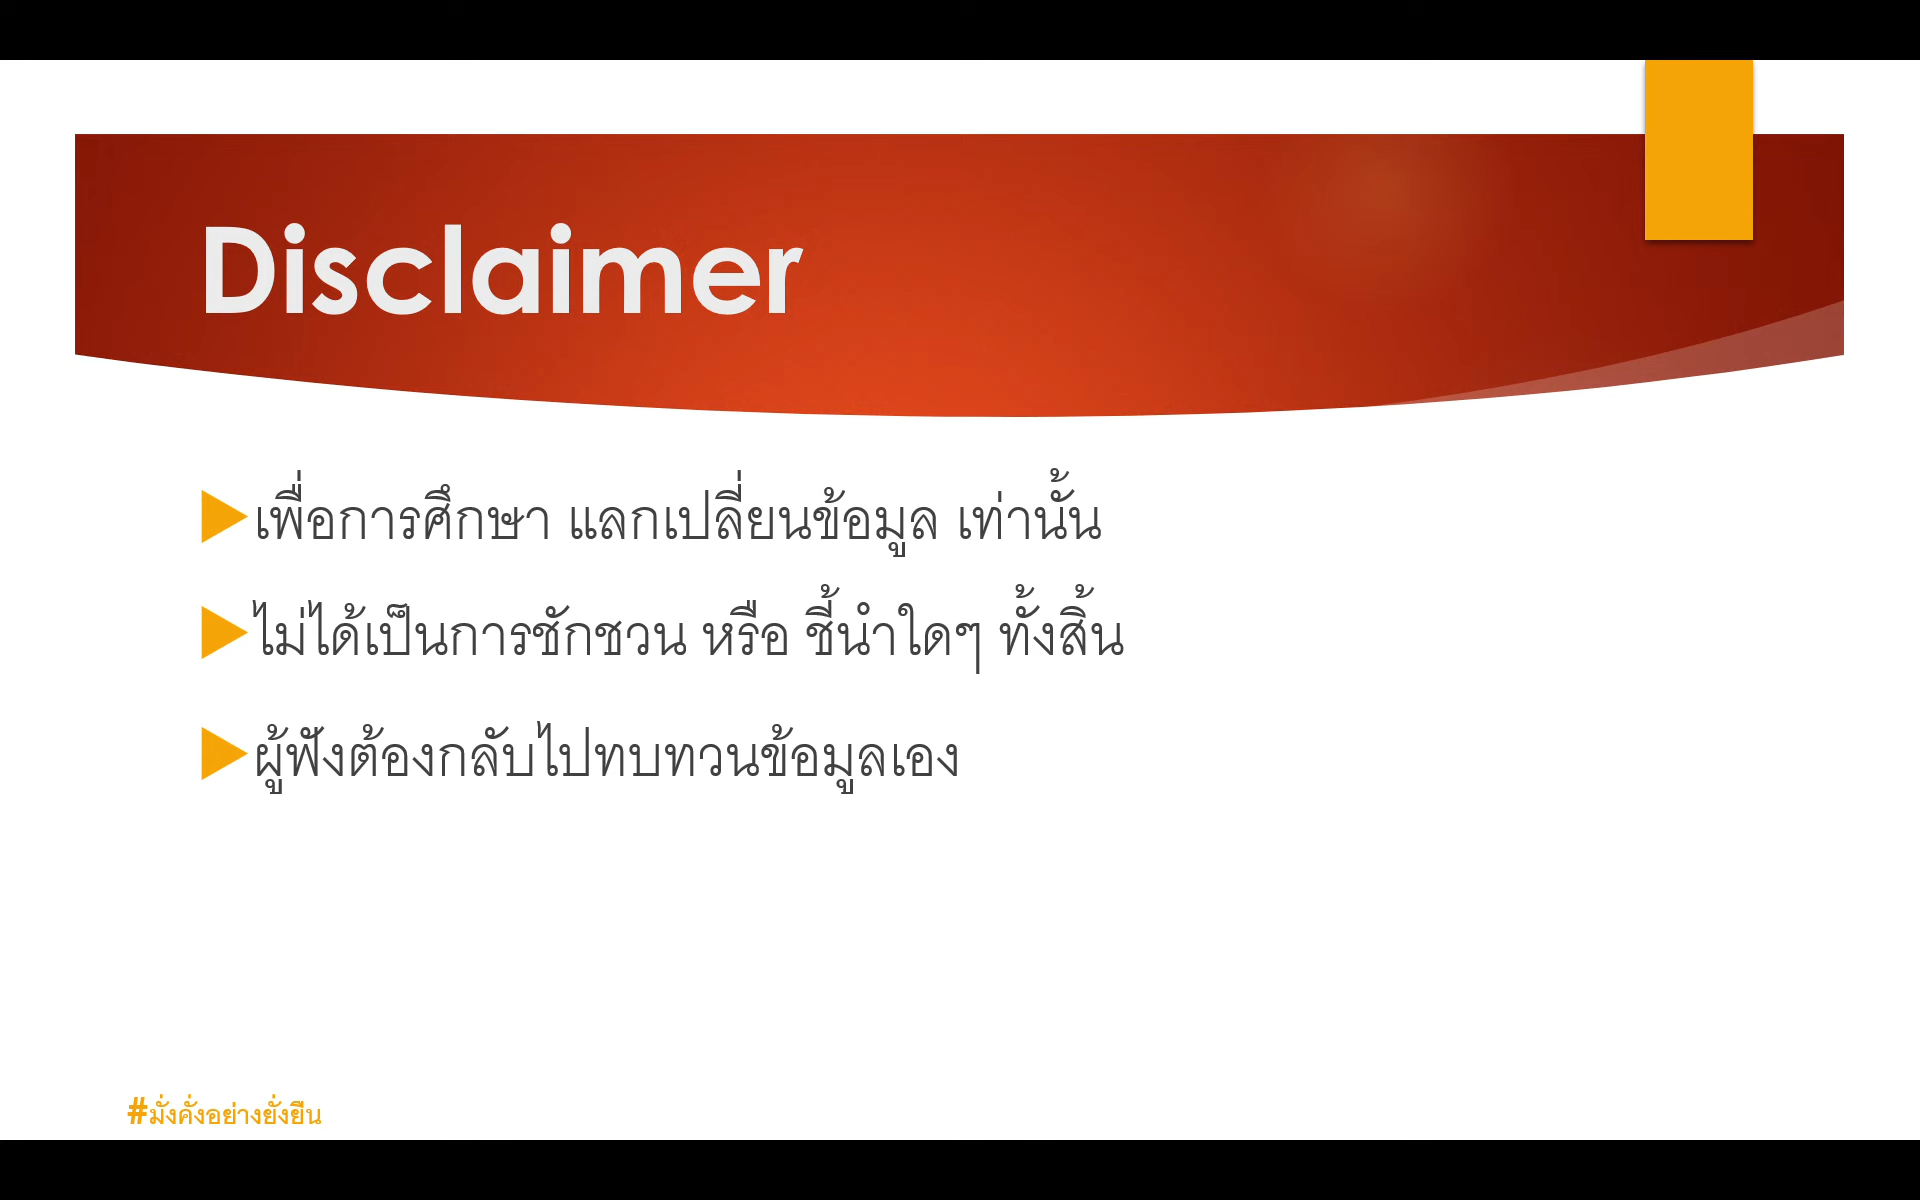 Disclaimer
เพื่อการศึกษา แลกเปลี่ยนข้อมูล เท่านั้น
ไม่ได้เป็นการชักชวน หรือ ชี้นำใดๆ ทั้งสิ้น
ผู้ฟังต้องกลับไปทบทวนข้อมูลเอง
#มั่งคั่งอย่างยั่งยืน